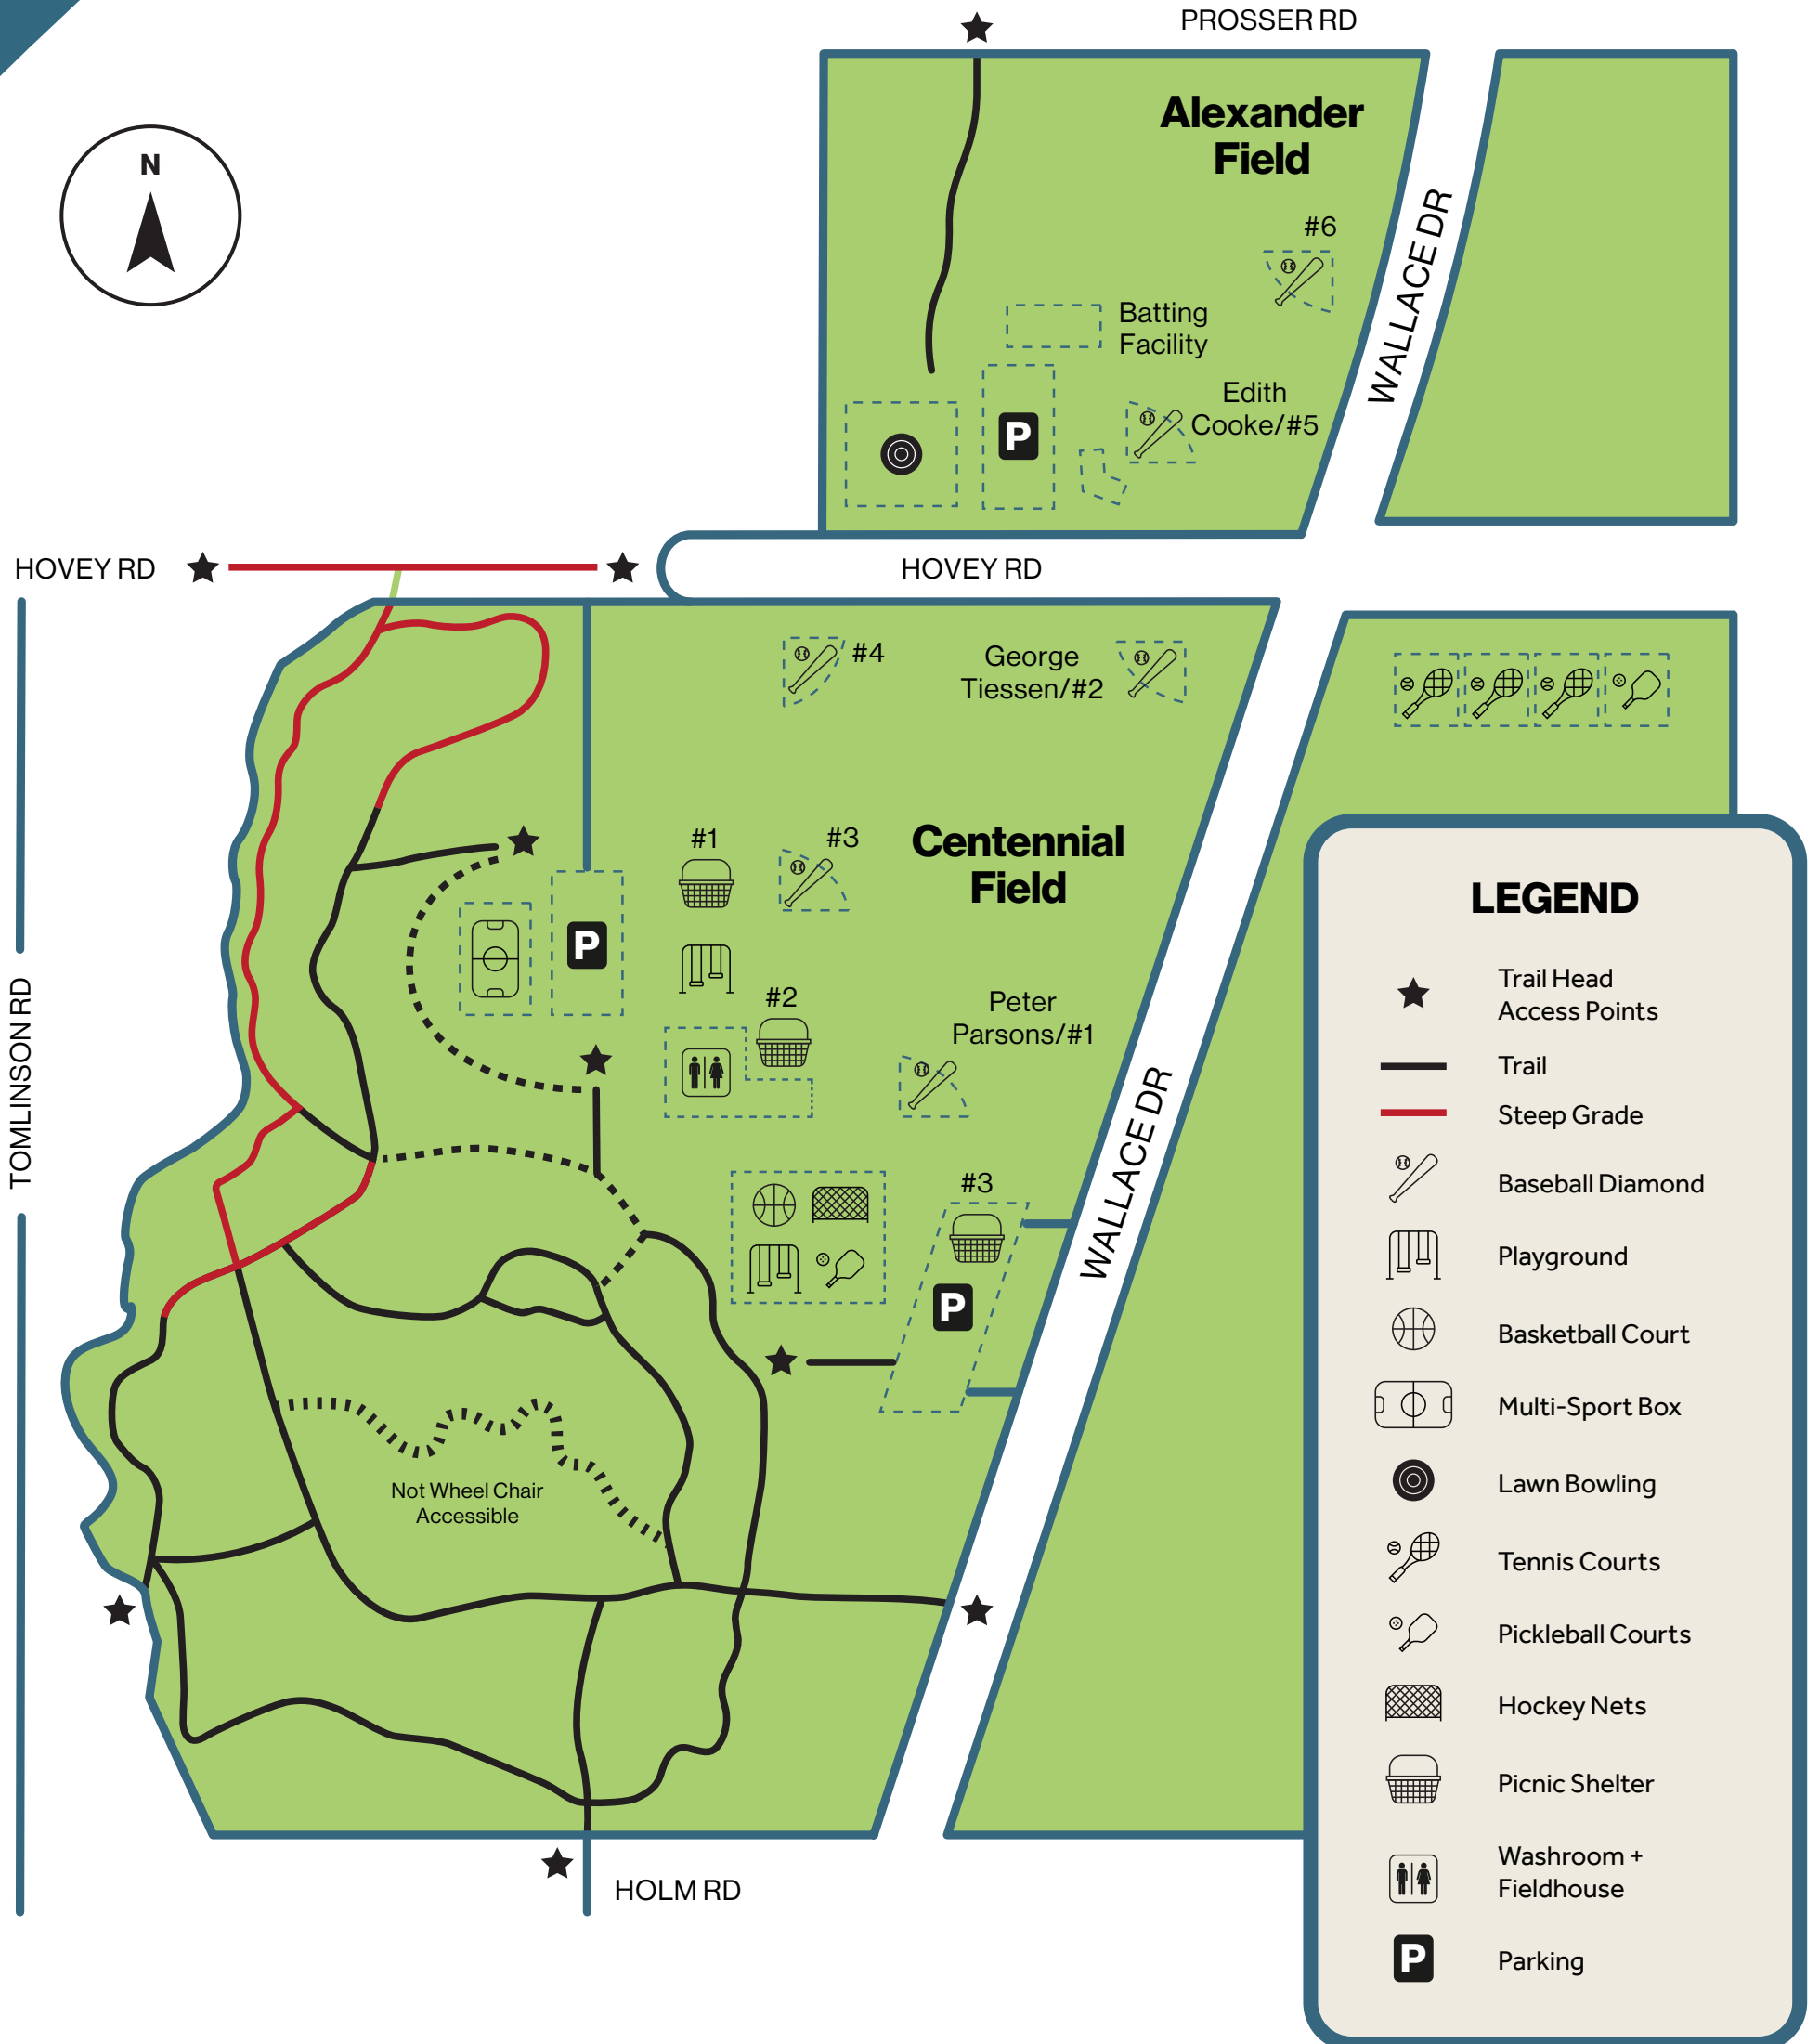 PROSSER RD
N
Alexander
Field
WALLACE DR
#6
Batting
Facility
Edith
Cooke/#5
P
HOVEY RD
HOVEY RD
#4
George
Tiessen/#2
#1
#3
Centennial
Field
P
#2
Peter
Parsons/#1
TOMLINSON RD
WALLACE DR
#3
P
Not Wheel Chair
Accessible
HOLM RD
LEGEND
Trail Head
Access Points
Trail
Steep Grade
Baseball Diamond
Playground
Basketball Court
Multi-Sport Box
Lawn Bowling
Tennis Courts
Pickleball Courts
Hockey Nets
Picnic Shelter
Washroom +
Fieldhouse
P
Parking